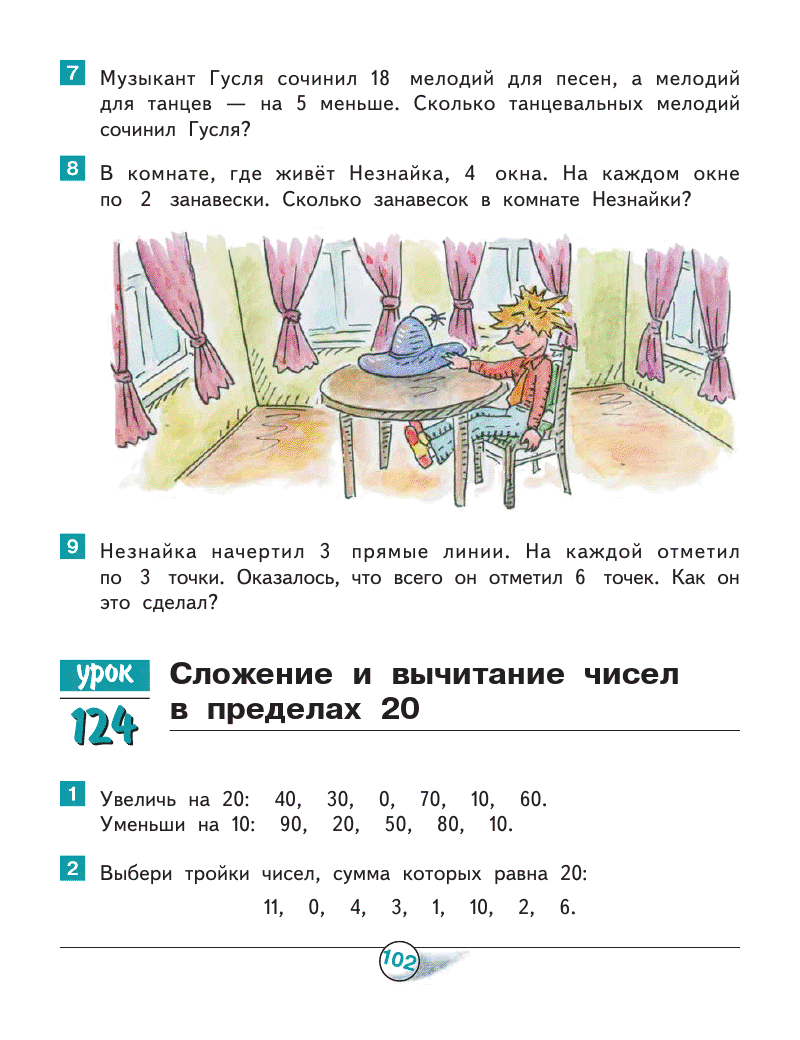 7 Музыкант Гусля сочинил 18 мелодий для песен, а мелодий
для танцев — на 5 меньше. Сколько танцевальных мелодий
сочинил Гусля?
8 В комнате, где живёт Незнайка, 4 окна. На каждом окне
по 2 занавески. Сколько занавесок в комнате Незнайки?
9 Незнайка начертил 3 прямые линии. На каждой отметил
по 3 точки. Оказалось, что всего он отметил 6 точек. Как он
это сделал?
урок
124
Сложение и вычитание чисел
в пределах 20
1 Увеличь на 20: 40, 30, 0, 70, 10, 60.
Уменьши на 10: 90, 20, 50, 80, 10.
2 Выбери тройки чисел, сумма которых равна 20:
11, 0, 4, 3, 1, 10, 2, 6.
102